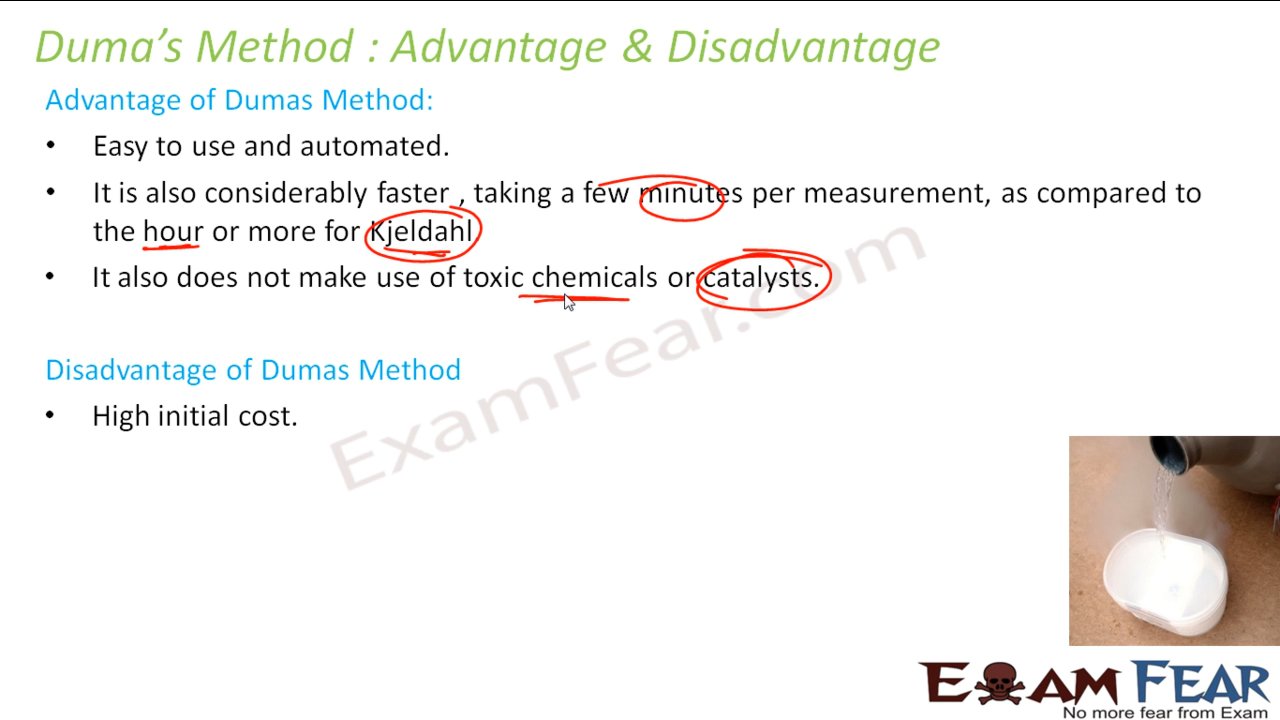 Duma's Method : Advantage & Disadvantage
Advantage of Dumas Method:
• Easy to use and automated.
• It is also considerably faster , taking a few minutes per measurement, as compared to
the hour or more for Kjeldahl
• It also does not make use of toxic chemicals or catalysts.
ExamFear.com
Disadvantage of Dumas Method
• High initial cost.
EXAM FEAR
No more fear from Exam